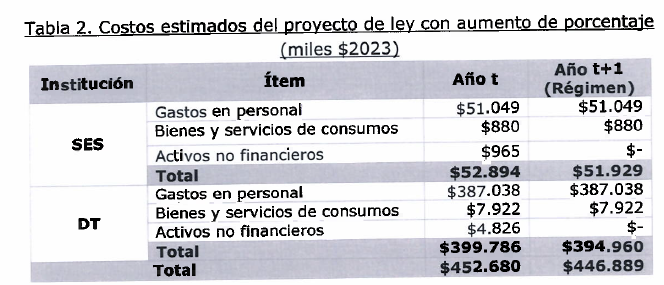 Tabla 2. Costos estimados del proyecto de ley con aumento de porcentaje
(miles $2023)
Institución Ítem Año t Año t+1 (Régimen)
SES Gastos en personal $51.049 $51.049
Bienes y servicios de consumos $880 $880
Activos no financieros $965 $-
Total $52.894 $51.929
DT Gastos en personal $387.038 $387.038
Bienes y servicios de consumos $7.922 $7.922
Activos no financieros $4.826 $-
Total $399.786 $394.960
Total $452.680 $446.889